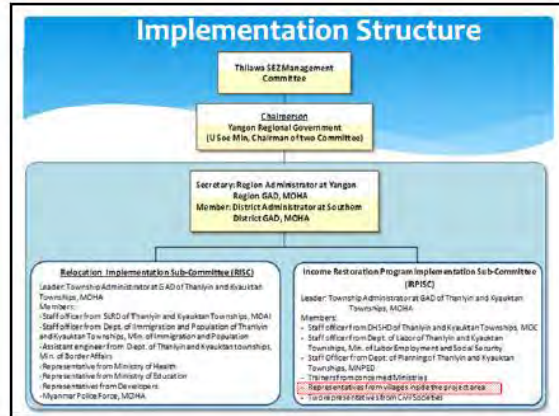 Implementation Structure
Thilawa SEZ Management
Committee
Chairperson
Yangon Regional Government
(U Soe Min, Chairman of two Committee)
Secretary: Region Administrator at Yangon
Region GAD, MOHA
Member: District Administrator at Southern
District GAD, MOHA
Relocation Implementation Sub-Committee (RISC)
Leader: Township Administrator at GAD of Thanlyin and Kyauktan
Townships, MOHA
Members:
-Staff officer from SLRD of Thanlyin and Kyauktan Townships, MOAI
-Staff officer from Dept. of Immigration and Population of Thanlyin
and Kyauktan Townships, Min. of Immigration and Population
-Assistant engineer from Dept. of Thanlyin and Kyauktan townships,
Min. of Border Affairs
-Representative from Ministry of Health
-Representative from Ministry of Education
-Representatives from Developers
-Myanmar Police Force, MOHA
Income Restoration Program Implementation Sub-Committee
(IRPISC)
Leader: Township Administrator at GAD of Thanlyin and Kyauktan
Townships, MOHA
Members:
- Staff officer from DHSHD of Thanlyin and Kyauktan Townships, MOC
- Staff officer from Dept. of Labor of Thanlyin and Kyauktan
Townships, Min. of Labor Employment and Social Security
- Staff Officer from Dept. of Planning of Thanlyin and Kyauktan
Townships, MNPED
- Trainers from concerned Ministries
- Representatives from villages inside the project area
- Two representatives from Civil Societies